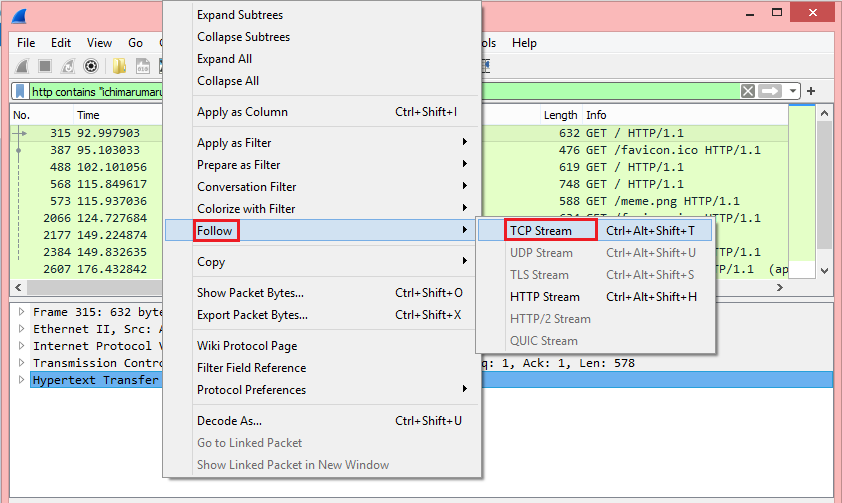 File Edit View Go Help
http contains "ichimarumaru
No. Time Length Info
315 92.997903 632 GET / HTTP/1.1
387 95.103033 476 GET /favicon.ico HTTP/1.1
488 102.101056 619 GET / HTTP/1.1
568 115.849617 748 GET / HTTP/1.1
573 115.937036 588 GET /meme.png HTTP/1.1
2066 124.727684
2177 149.224874
2384 149.832635
2607 176.432842 HTTP/1.1 (ap
Expand Subtrees
Collapse Subtrees
Expand All
Collapse All
Apply as Column Ctrl+Shift+I
Apply as Filter
Prepare as Filter
Conversation Filter
Colorize with Filter
Follow
Copy
Show Packet Bytes... Ctrl+Shift+O
Export Packet Bytes... Ctrl+Shift+X
Wiki Protocol Page
Filter Field Reference
Protocol Preferences
Decode As... Ctrl+Shift+U
Go to Linked Packet
Show Linked Packet in New Window
TCP Stream Ctrl+Alt+Shift+T
UDP Stream Ctrl+Alt+Shift+U
TLS Stream Ctrl+Alt+Shift+S
HTTP Stream Ctrl+Alt+Shift+H
HTTP/2 Stream
QUIC Stream
Frame 315: 632 byte
Ethernet II, Src: A
Internet Protocol V
Transmission Contro q: 1, Ack: 1, Len: 578
Hypertext Transfer